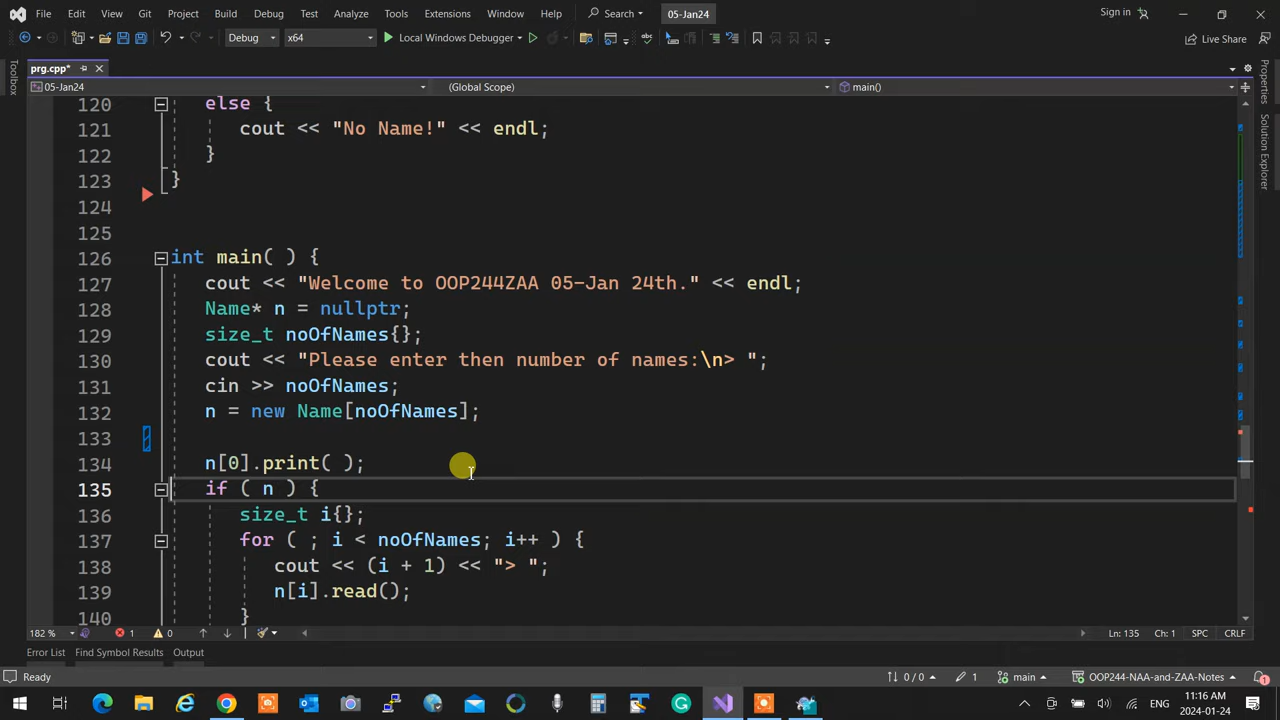 File Edit View Git Project Build Debug Test Analyze Tools Extensions Window Help Search 05-Jan24 Sign in
Debug x64 Local Windows Debugger Live Share
prg.cpp*
05-Jan24 (Global Scope) main()
Toolbox
Properties
Solution Explorer
120 else {
121 cout << "No Name!" << endl;
122 }
123 }
124
125
126 int main( ) {
127 cout << "Welcome to OOP244ZAA 05-Jan 24th." << endl;
128 Name* n = nullptr;
129 size_t noOfNames{};
130 cout << "Please enter then number of names:\n> ";
131 cin >> noOfNames;
132 n = new Name[noOfNames];
133
134 n[0].print( );
135 if ( n ) {
136 size_t i{};
137 for ( ; i < noOfNames; i++ ) {
138 cout << (i + 1) << "> ";
139 n[i].read();
140 }
182 % 1 0 Ln: 135 Ch: 1 SPC CRLF
Error List Find Symbol Results Output
Ready 0 / 0 1 main OOP244-NAA-and-ZAA-Notes 1
ENG 11:16 AM
2024-01-24